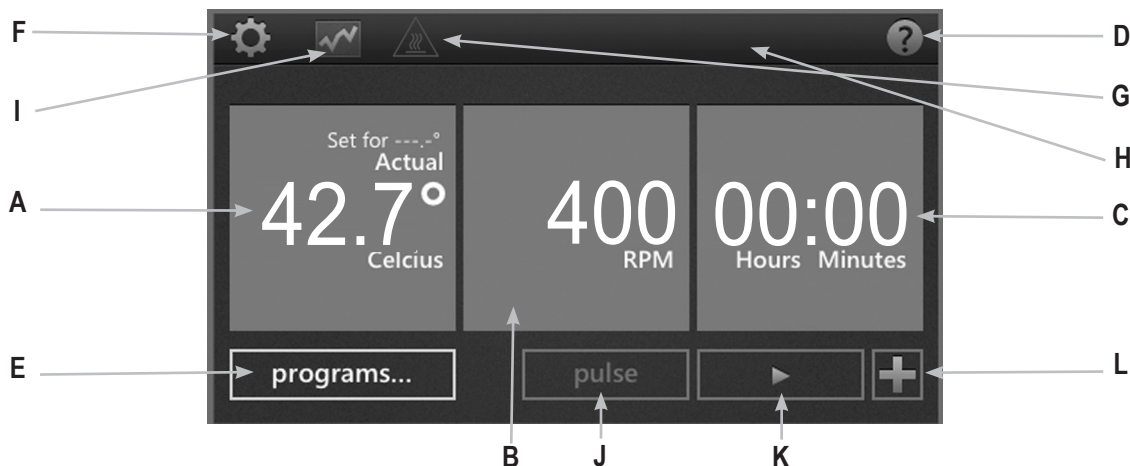 F
D
I
G
H
Set for ---.-°
Actual
A
42.7°
400
00:00
C
Celcius
RPM
Hours Minutes
E
programs...
pulse
L
B
J
K